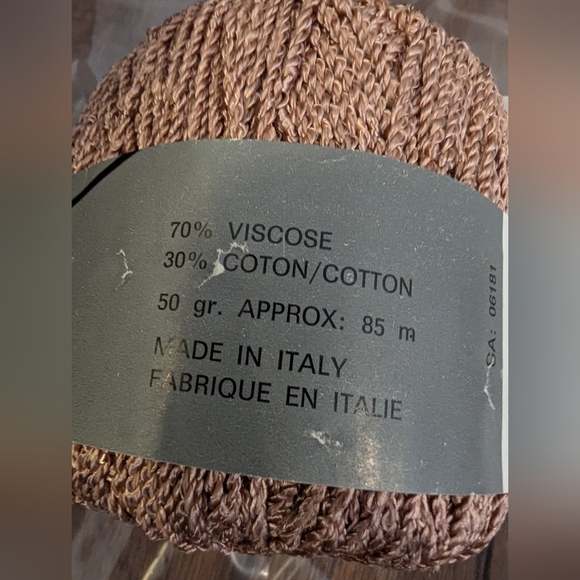 70% VISCOSE
30% COTON/COTTON
50 gr. APPROX: 85 m
MADE IN ITALY
FABRIQUE EN ITALIE
SA: 06181